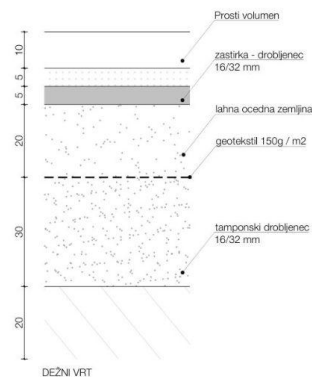 Prosti volumen
10
zastirka - drobljenec
16/32 mm
5
5
lahna ocedna zemljina
20
geotekstil 150g / m2
tamponski drobljenec
16/32 mm
30
20
DEŽNI VRT